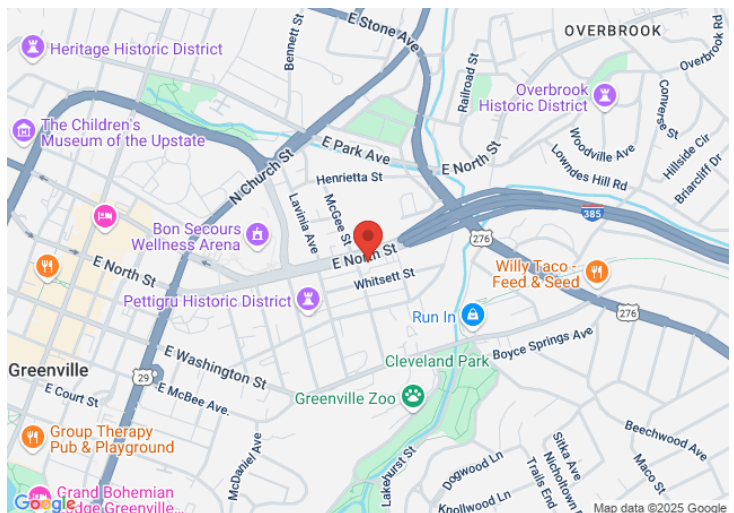 E Stone Ave
OVERBROOK
Overbrook Rd
Bennett St
Heritage Historic District
Railroad St
Overbrook
Historic District
Converse St
The Children's
Museum of the Upstate
E Park Ave
E North St
Woodville Ave
Hillside Cir
Lowndes Hill Rd
Briarcliff Dr
N Church St
Henrietta St
Lavinia Ave
McGee St
385
Bon Secours
Wellness Arena
276
E North St
E North St
Whitsett St
Willy Taco -
Feed & Seed
Pettigru Historic District
Run In
276
Boyce Springs Ave
E Washington St
Cleveland Park
Greenville
29
E McBee Ave.
E Court St
Greenville Zoo
Group Therapy
Pub & Playground
McDaniel Ave
Lakehurst St
Dogwood Ln
Knollwood Ln
Sitka Ave
Nicholtown
Trails End
Beechwood Ave
Maco St
Grand Bohemian
Lodge Greenville...
Google
Map data ©2025 Google